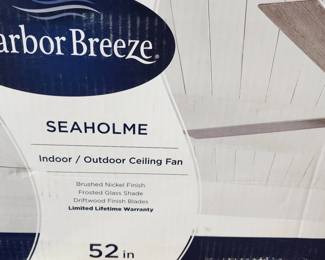 arbor Breeze®
SEAHOLME
Indoor / Outdoor Ceiling Fan
Brushed Nickel Finish
Frosted Glass Shade
Driftwood Finish Blades
Limited Lifetime Warranty
52 in